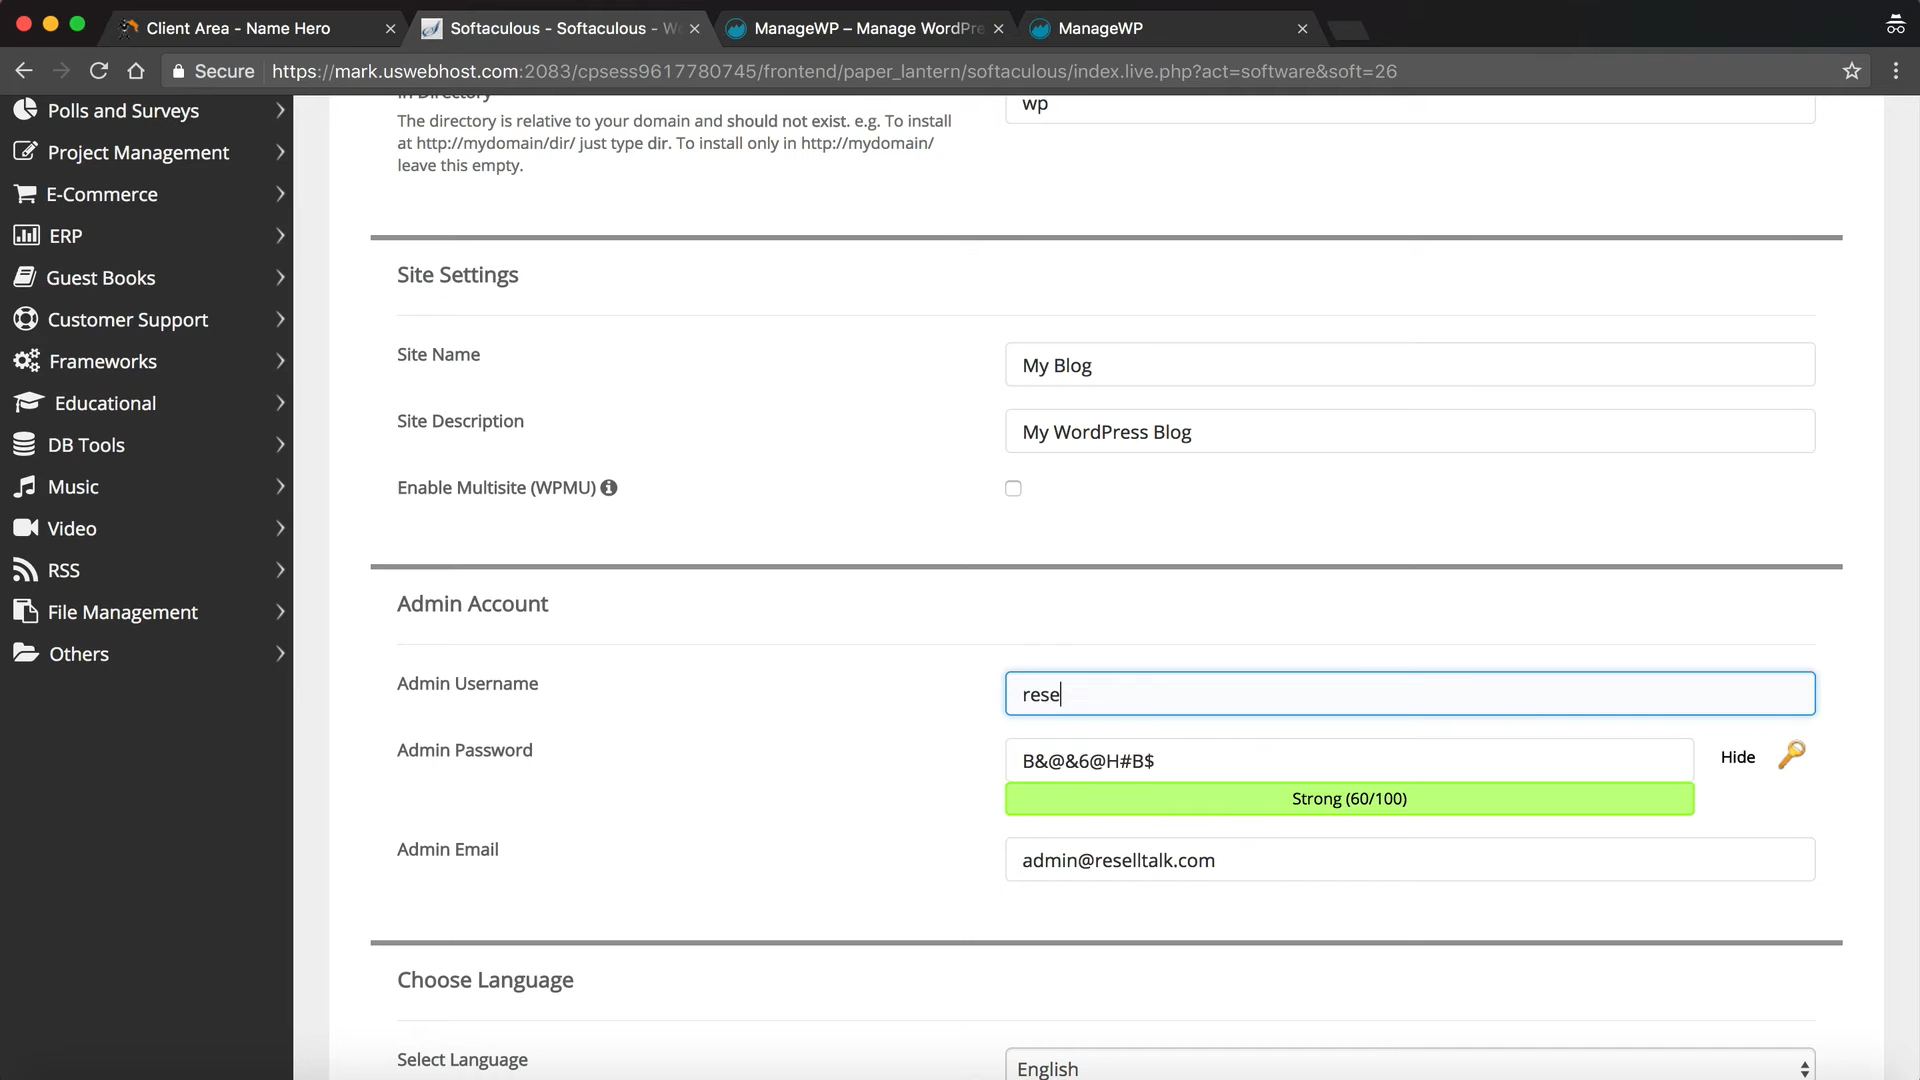 Client Area - Name Hero
Softaculous - Softaculous - W
ManageWP – Manage WordPre
ManageWP
Secure https://mark.uswebhost.com:2083/cpsess9617780745/frontend/paper_lantern/softaculous/index.live.php?act=software&soft=26
Polls and Surveys
Project Management
E-Commerce
ERP
Guest Books
Customer Support
Frameworks
Educational
DB Tools
Music
Video
RSS
File Management
Others
In Directory
wp
The directory is relative to your domain and should not exist. e.g. To install
at http://mydomain/dir/ just type dir. To install only in http://mydomain/
leave this empty.
Site Settings
Site Name
My Blog
Site Description
My WordPress Blog
Enable Multisite (WPMU)
Admin Account
Admin Username
rese
Admin Password
B&@&6@H#B$
Hide
Strong (60/100)
Admin Email
admin@reselltalk.com
Choose Language
Select Language
English